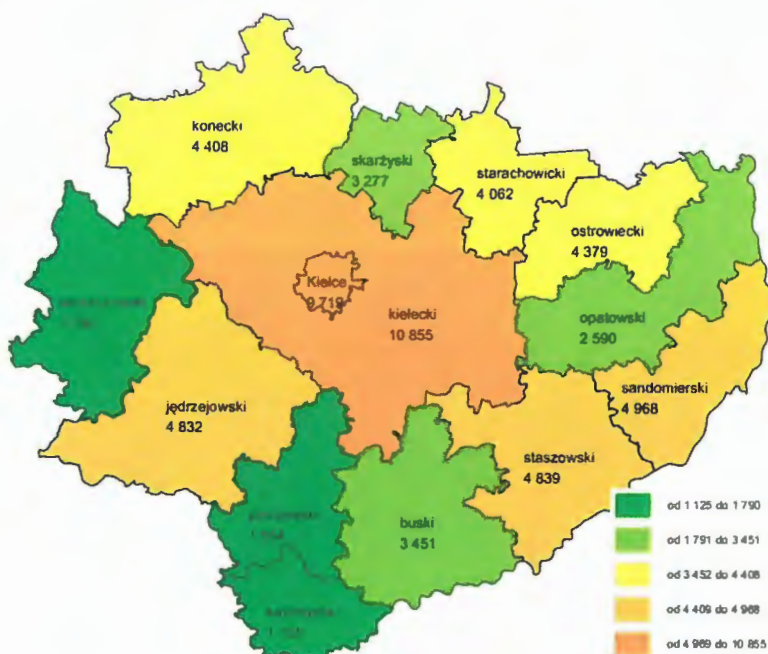 konecki
4 408
skarżyski
3 277
starachowicki
4 062
ostrowiecki
4 379
Kielce
9 719
kielecki
10 855
opatowski
2 590
sandomierski
4 968
jędrzejowski
4 832
staszowski
4 839
buski
3 451
od 1 125 do 1 790
od 1 791 do 3 451
od 3 452 do 4 408
od 4 409 do 4 968
od 4 969 do 10 855